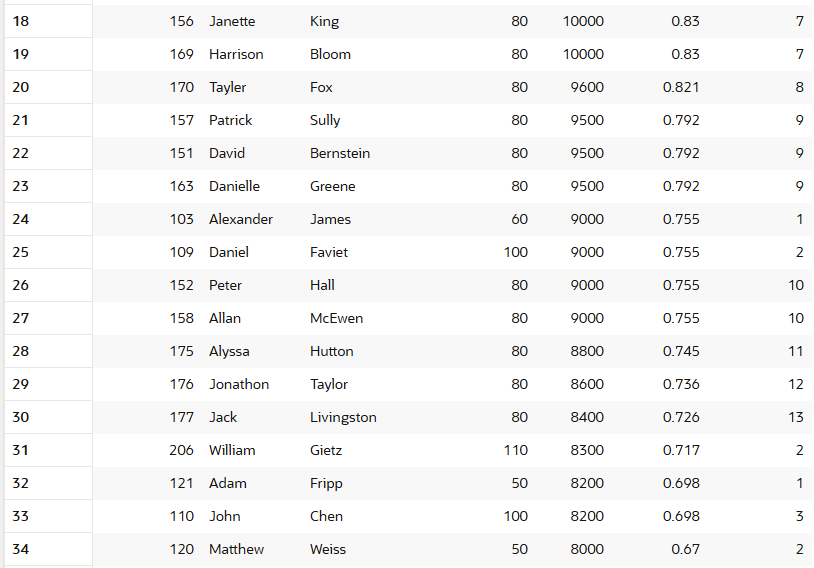 18 156 Janette King 80 10000 0.83 7
19 169 Harrison Bloom 80 10000 0.83 7
20 170 Tayler Fox 80 9600 0.821 8
21 157 Patrick Sully 80 9500 0.792 9
22 151 David Bernstein 80 9500 0.792 9
23 163 Danielle Greene 80 9500 0.792 9
24 103 Alexander James 60 9000 0.755 1
25 109 Daniel Faviet 100 9000 0.755 2
26 152 Peter Hall 80 9000 0.755 10
27 158 Allan McEwen 80 9000 0.755 10
28 175 Alyssa Hutton 80 8800 0.745 11
29 176 Jonathon Taylor 80 8600 0.736 12
30 177 Jack Livingston 80 8400 0.726 13
31 206 William Gietz 110 8300 0.717 2
32 121 Adam Fripp 50 8200 0.698 1
33 110 John Chen 100 8200 0.698 3
34 120 Matthew Weiss 50 8000 0.67 2